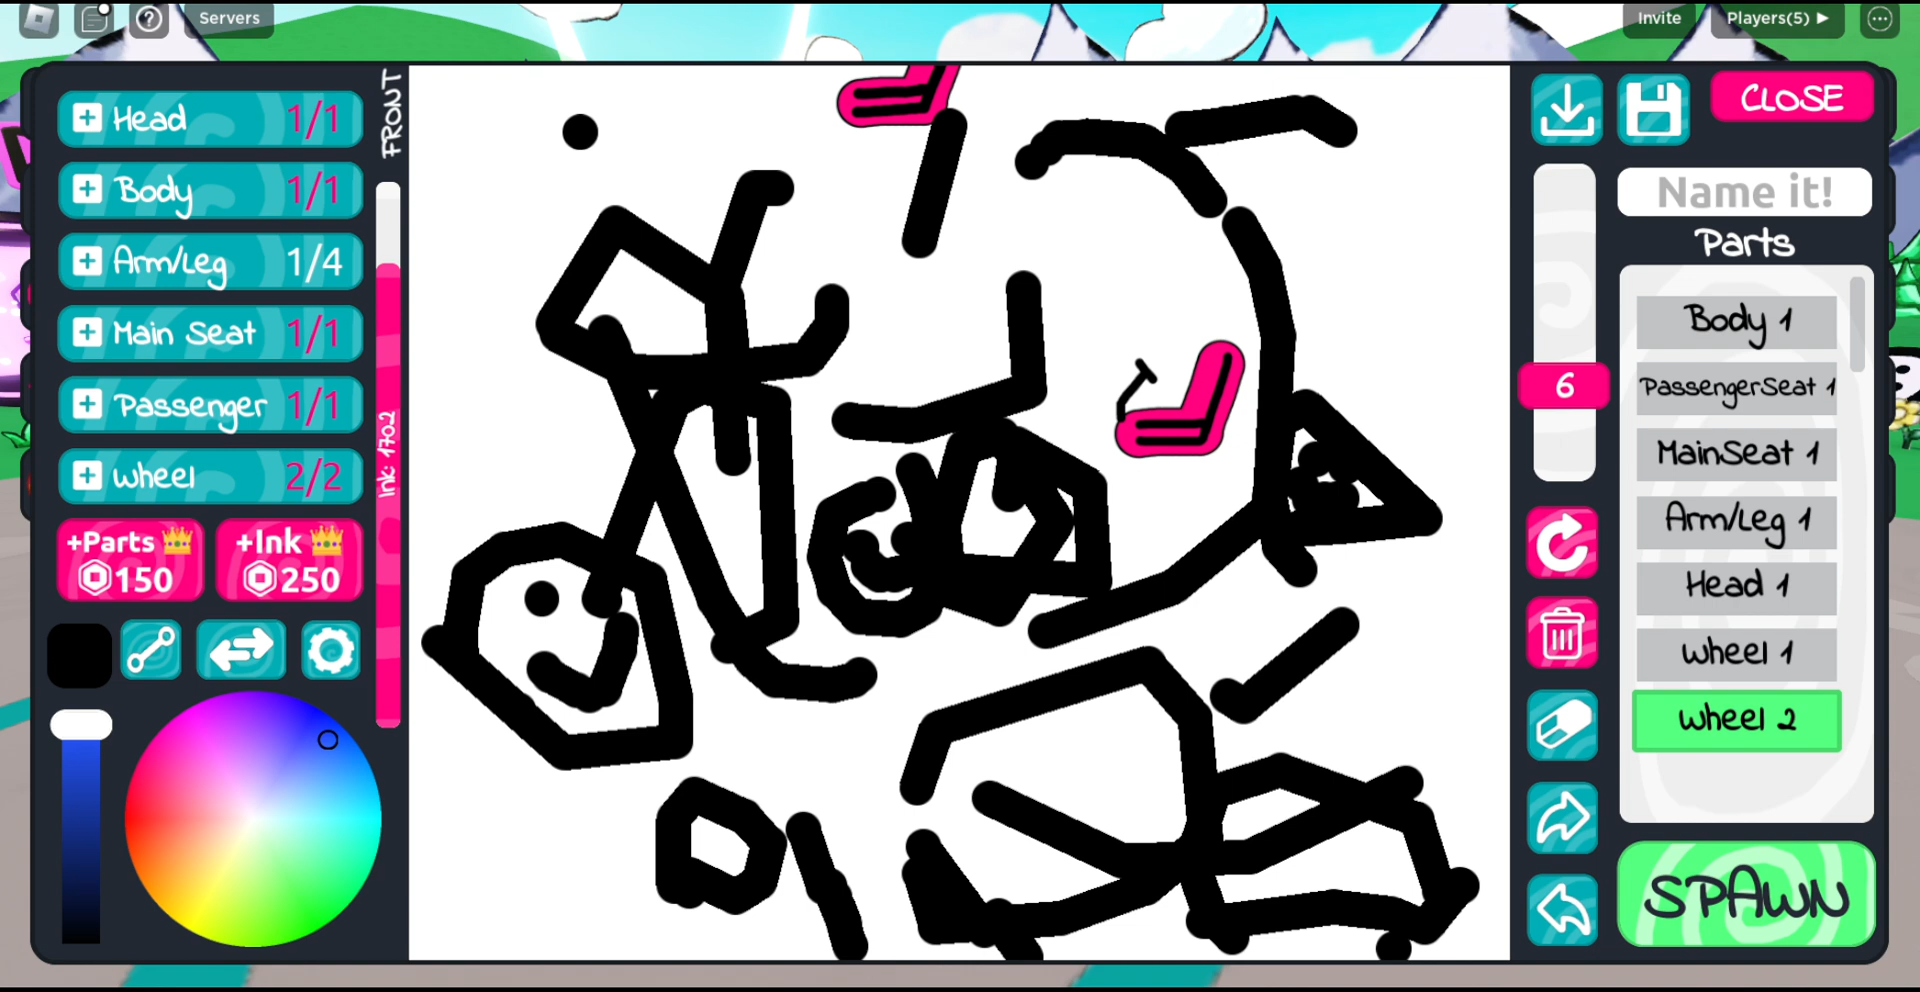 Servers
Invite
Players(5)
Head 1/1
Body 1/1
Arm/Leg 1/4
Main Seat 1/1
Passenger 1/1
Wheel 2/2
+Parts
150
+Ink
250
FRONT
Ink: 1702
6
CLOSE
Name it!
Parts
Body 1
PassengerSeat 1
MainSeat 1
Arm/Leg 1
Head 1
Wheel 1
Wheel 2
SPAWN